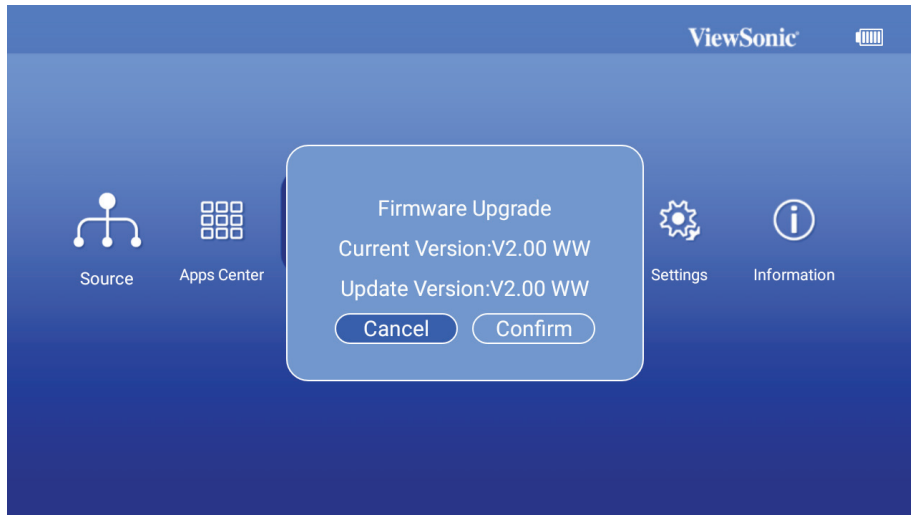 ViewSonic
Firmware Upgrade
Current Version:V2.00 WW
Update Version:V2.00 WW
Cancel
Confirm
Source
Apps Center
Settings
Information